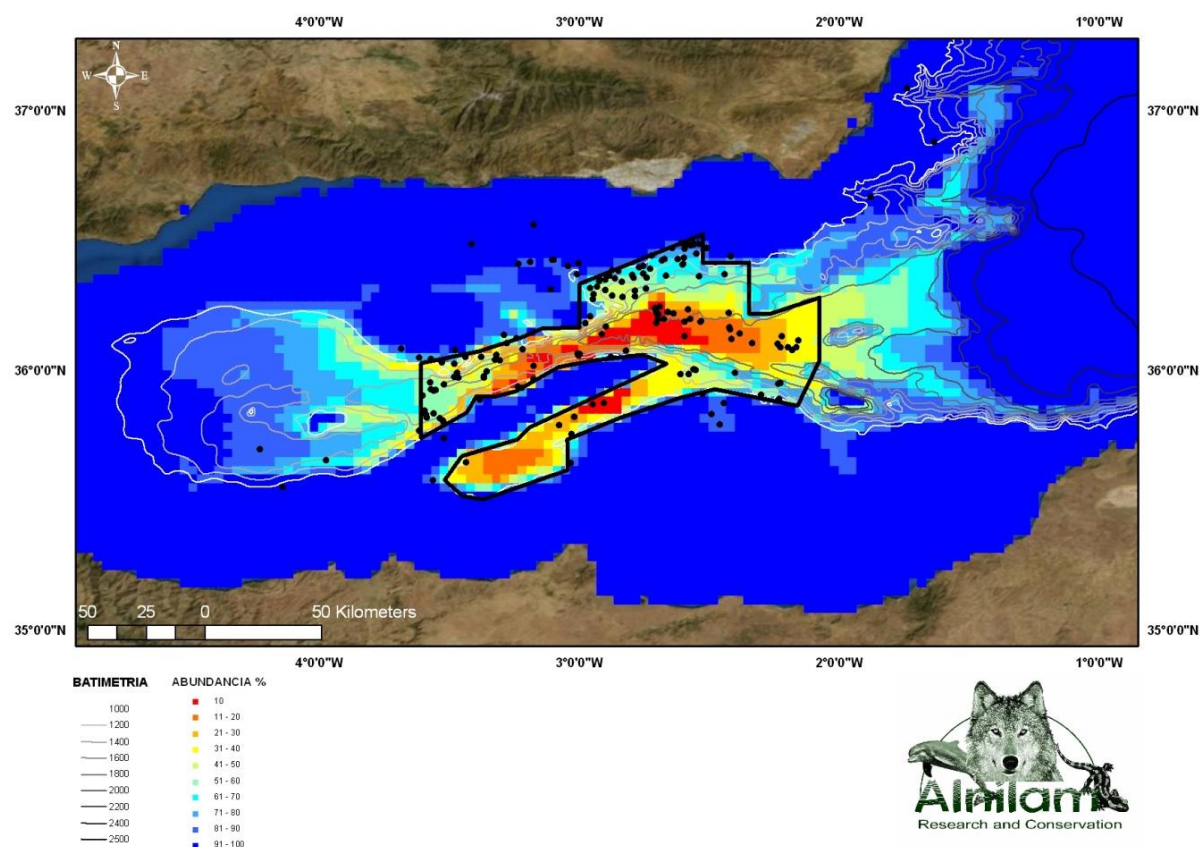 4°0'0"W 3°0'0"W 2°0'0"W 1°0'0"W
N
W E
S
37°0'0"N 37°0'0"N
36°0'0"N 36°0'0"N
50 25 0 50 Kilometers
35°0'0"N 35°0'0"N
4°0'0"W 3°0'0"W 2°0'0"W 1°0'0"W
BATIMETRIA ABUNDANCIA %
1000 10
1200 11 - 20
1400 21 - 30
1600 31 - 40
1800 41 - 50
2000 51 - 60
2200 61 - 70
2400 71 - 80
2500 81 - 90
91 - 100
Alnilam
Research and Conservation